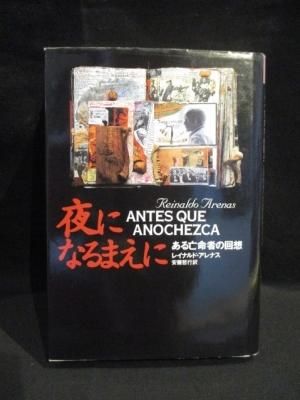 Reinaldo Arenas
ANTES QUE
ANOCHEZCA
夜に
なるまえに
ある亡命者の回想
レイナルド・アレナス
安藤哲行訳